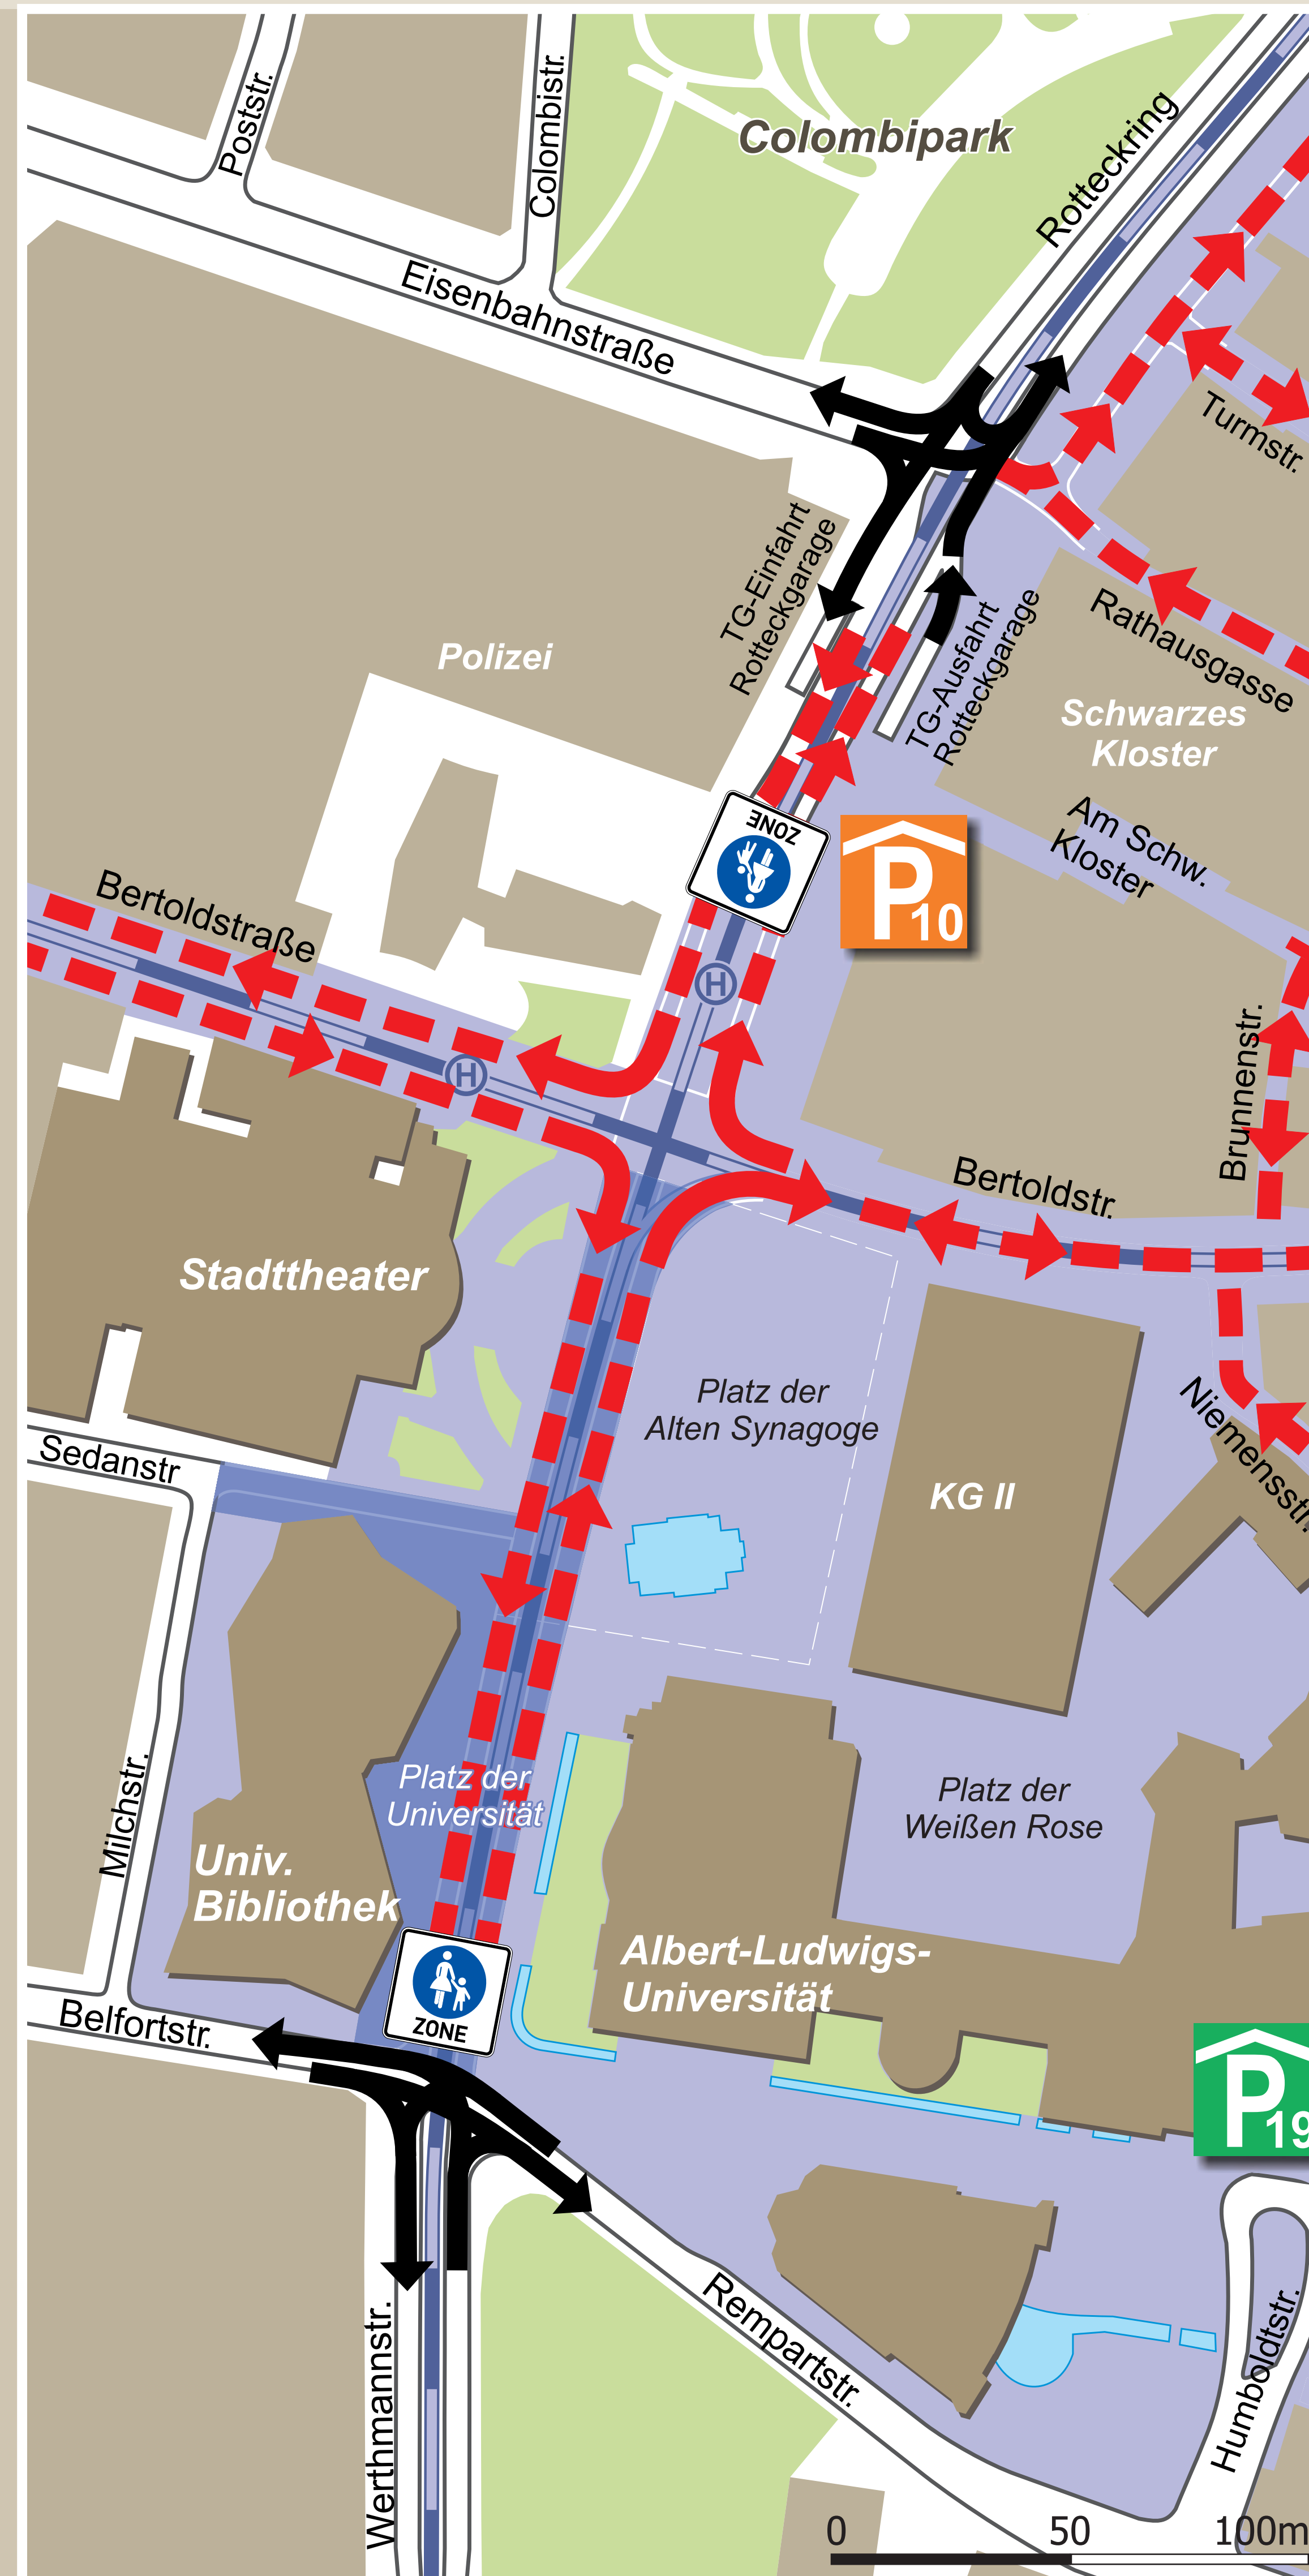 Poststr.
Colombistr.
Colombipark
Rotteckring
Eisenbahnstraße
Turmstr.
TG-Einfahrt
Rotteckgarage
TG-Ausfahrt
Rotteckgarage
Rathausgasse
Polizei
Schwarzes
Kloster
Am Schw.
Kloster
ZONE
P10
Bertoldstraße
H
H
Brunnenstr.
Bertoldstr.
Stadttheater
Platz der
Alten Synagoge
Niemensstr.
Sedanstr
KG II
Milchstr.
Platz der
Universität
Platz der
Weißen Rose
Univ.
Bibliothek
Albert-Ludwigs-
Universität
Belfortstr.
ZONE
P19
Rempartstr.
Humboldtstr.
Werthmannstr.
0 50 100m